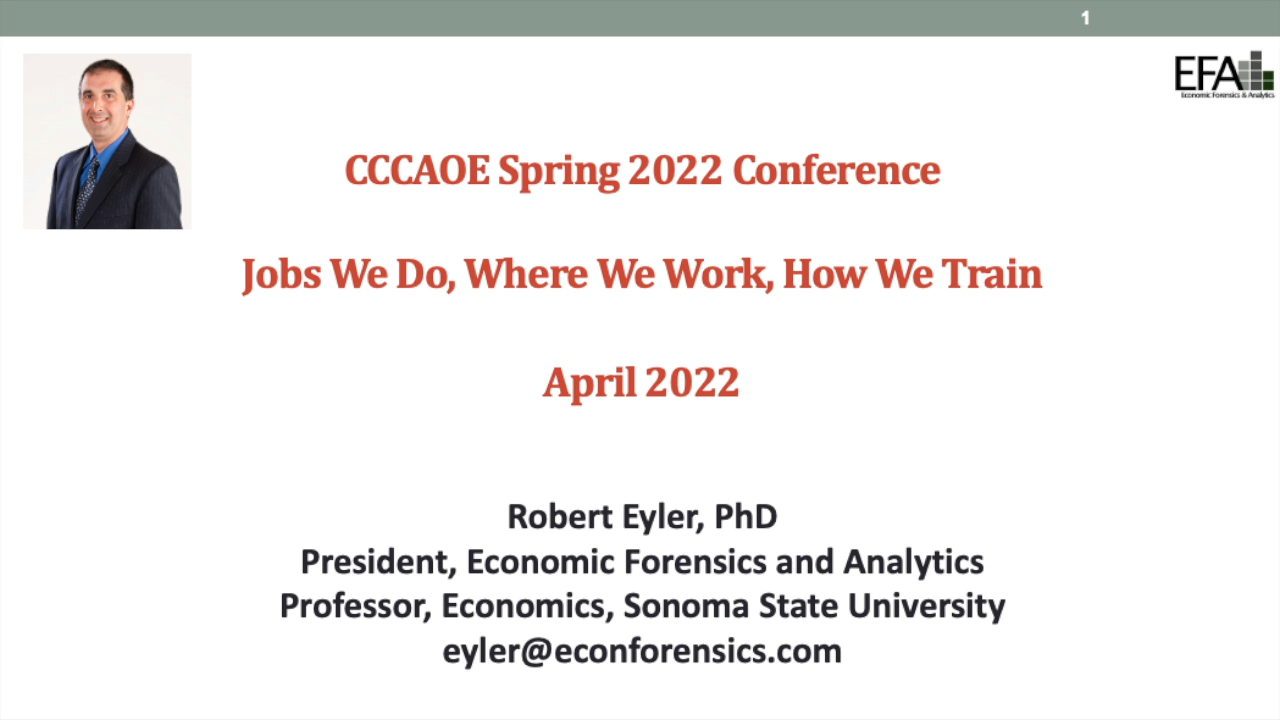 1
EFA
Economic Forensics & Analytics
CCCAOE Spring 2022 Conference
Jobs We Do, Where We Work, How We Train
April 2022
Robert Eyler, PhD
President, Economic Forensics and Analytics
Professor, Economics, Sonoma State University
eyler@econforensics.com